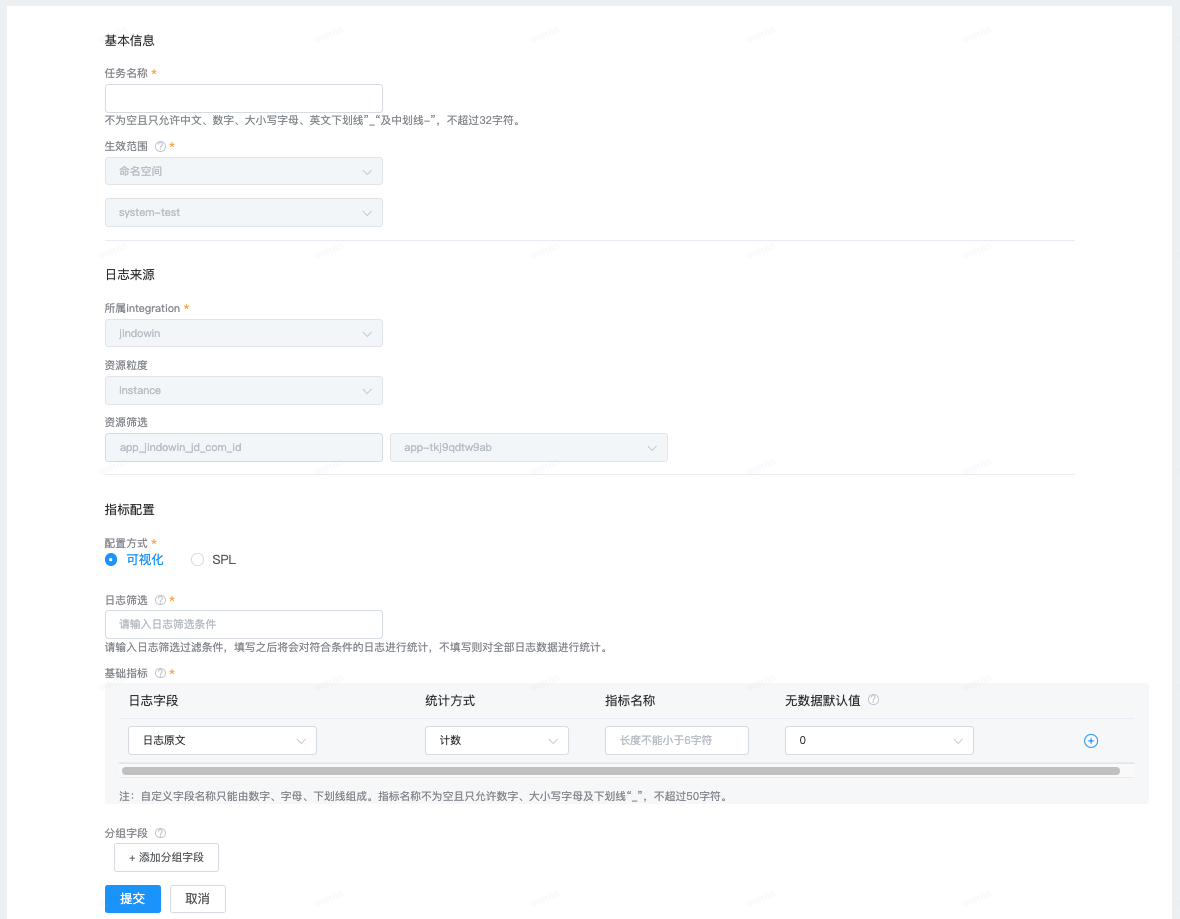 基本信息
任务名称 *
不为空且只允许中文、数字、大小写字母、英文下划线”_“及中划线-”，不超过32字符。
生效范围 ? *
命名空间
system-test
日志来源
所属integration *
jindowin
资源粒度
instance
资源筛选
app_jindowin_jd_com_id app-tkj9qdtw9ab
指标配置
配置方式 *
可视化 SPL
日志筛选 ? *
请输入日志筛选条件
请输入日志筛选过滤条件，填写之后将会对符合条件的日志进行统计，不填写则对全部日志数据进行统计。
基础指标 ? *
日志字段 统计方式 指标名称 无数据默认值 ?
日志原文 计数 长度不能小于6字符 0
注：自定义字段名称只能由数字、字母、下划线组成。指标名称不为空且只允许数字、大小写字母及下划线“_”，不超过50字符。
分组字段 ?
+ 添加分组字段
提交 取消